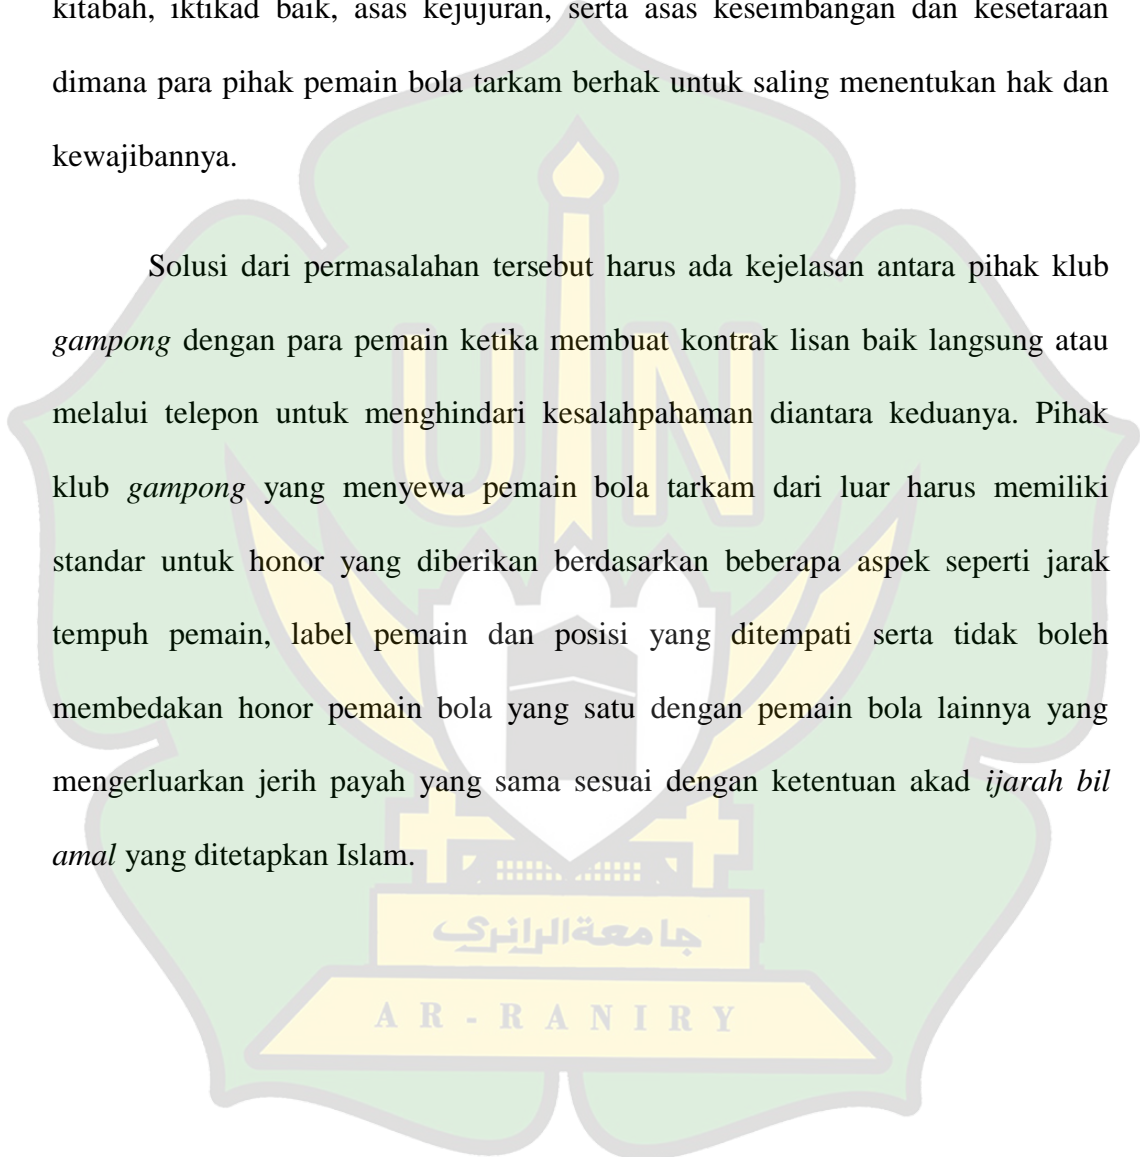 kitabah, iktikad baik, asas kejujuran, serta asas keseimbangan dan kesetaraan
dimana para pihak pemain bola tarkam berhak untuk saling menentukan hak dan
kewajibannya.
Solusi dari permasalahan tersebut harus ada kejelasan antara pihak klub
gampong dengan para pemain ketika membuat kontrak lisan baik langsung atau
melalui telepon untuk menghindari kesalahpahaman diantara keduanya. Pihak
klub gampong yang menyewa pemain bola tarkam dari luar harus memiliki
standar untuk honor yang diberikan berdasarkan beberapa aspek seperti jarak
tempuh pemain, label pemain dan posisi yang ditempati serta tidak boleh
membedakan honor pemain bola yang satu dengan pemain bola lainnya yang
mengerluarkan jerih payah yang sama sesuai dengan ketentuan akad ijarah bil
amal yang ditetapkan Islam.
UIN
جامعةالرانري
AR-RANIRY